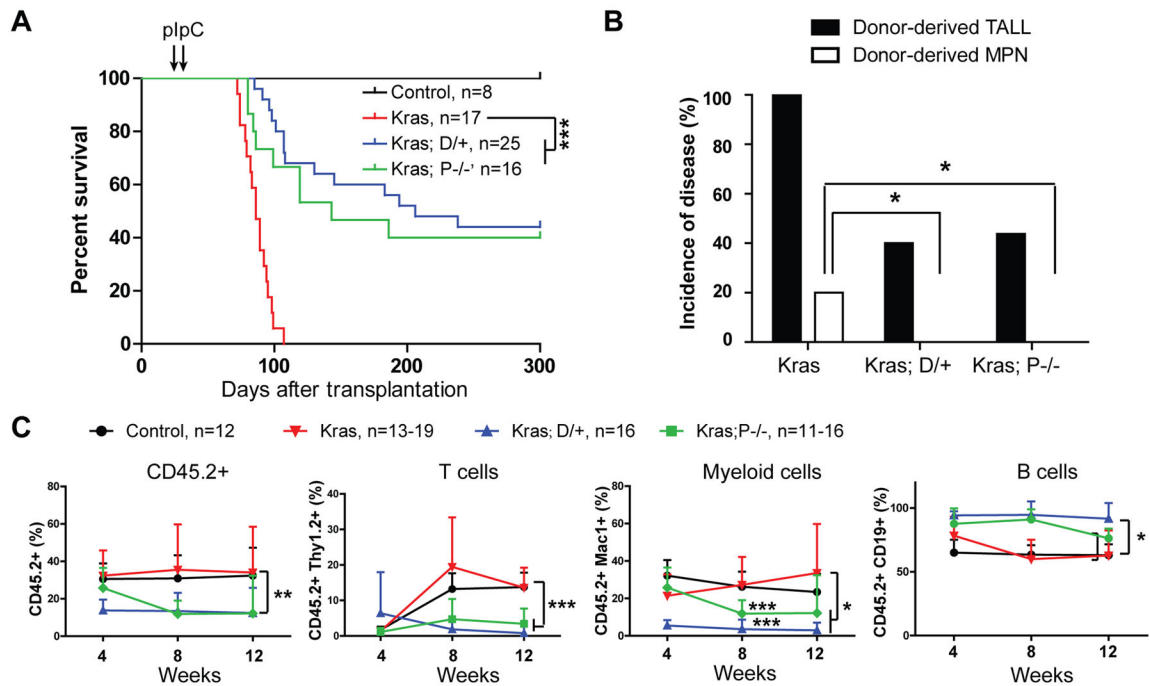 A
pIpC
Percent survival
100
80
60
40
20
0
0
100
200
300
Days after transplantation
Control, n=8
Kras, n=17
Kras; D/+, n=25
Kras; P-/-, n=16
***
B
Donor-derived TALL
Donor-derived MPN
Incidence of disease (%)
100
80
60
40
20
0
*
*
Kras
Kras; D/+
Kras; P-/-
C
Control, n=12
Kras, n=13-19
Kras; D/+, n=16
Kras;P-/-, n=11-16
CD45.2+
CD45.2+ (%)
80
60
40
20
0
**
4
8
12
Weeks
T cells
CD45.2+ Thy1.2+ (%)
40
30
20
10
0
***
4
8
12
Weeks
Myeloid cells
CD45.2+ Mac1+ (%)
80
60
40
20
0
***
***
*
4
8
12
Weeks
B cells
CD45.2+ CD19+ (%)
100
50
0
*
4
8
12
Weeks